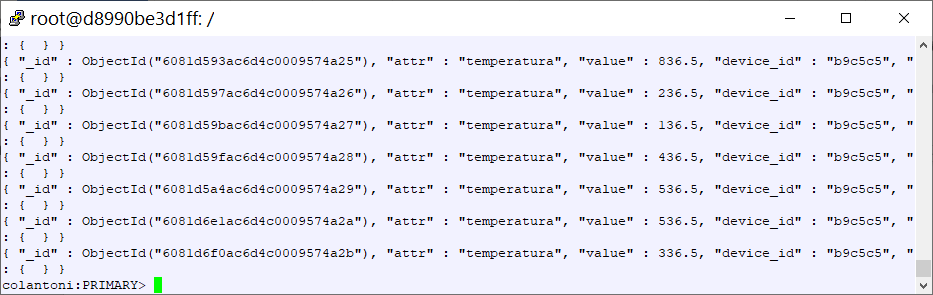 root@d8990be3d1ff: /
: {  } }
{ "_id" : ObjectId("6081d593ac6d4c0009574a25"), "attr" : "temperatura", "value" : 836.5, "device_id" : "b9c5c5", "
: {  } }
{ "_id" : ObjectId("6081d597ac6d4c0009574a26"), "attr" : "temperatura", "value" : 236.5, "device_id" : "b9c5c5", "
: {  } }
{ "_id" : ObjectId("6081d59bac6d4c0009574a27"), "attr" : "temperatura", "value" : 136.5, "device_id" : "b9c5c5", "
: {  } }
{ "_id" : ObjectId("6081d59fac6d4c0009574a28"), "attr" : "temperatura", "value" : 436.5, "device_id" : "b9c5c5", "
: {  } }
{ "_id" : ObjectId("6081d5a4ac6d4c0009574a29"), "attr" : "temperatura", "value" : 536.5, "device_id" : "b9c5c5", "
: {  } }
{ "_id" : ObjectId("6081d6e1ac6d4c0009574a2a"), "attr" : "temperatura", "value" : 536.5, "device_id" : "b9c5c5", "
: {  } }
{ "_id" : ObjectId("6081d6f0ac6d4c0009574a2b"), "attr" : "temperatura", "value" : 336.5, "device_id" : "b9c5c5", "
: {  } }
colantoni:PRIMARY>